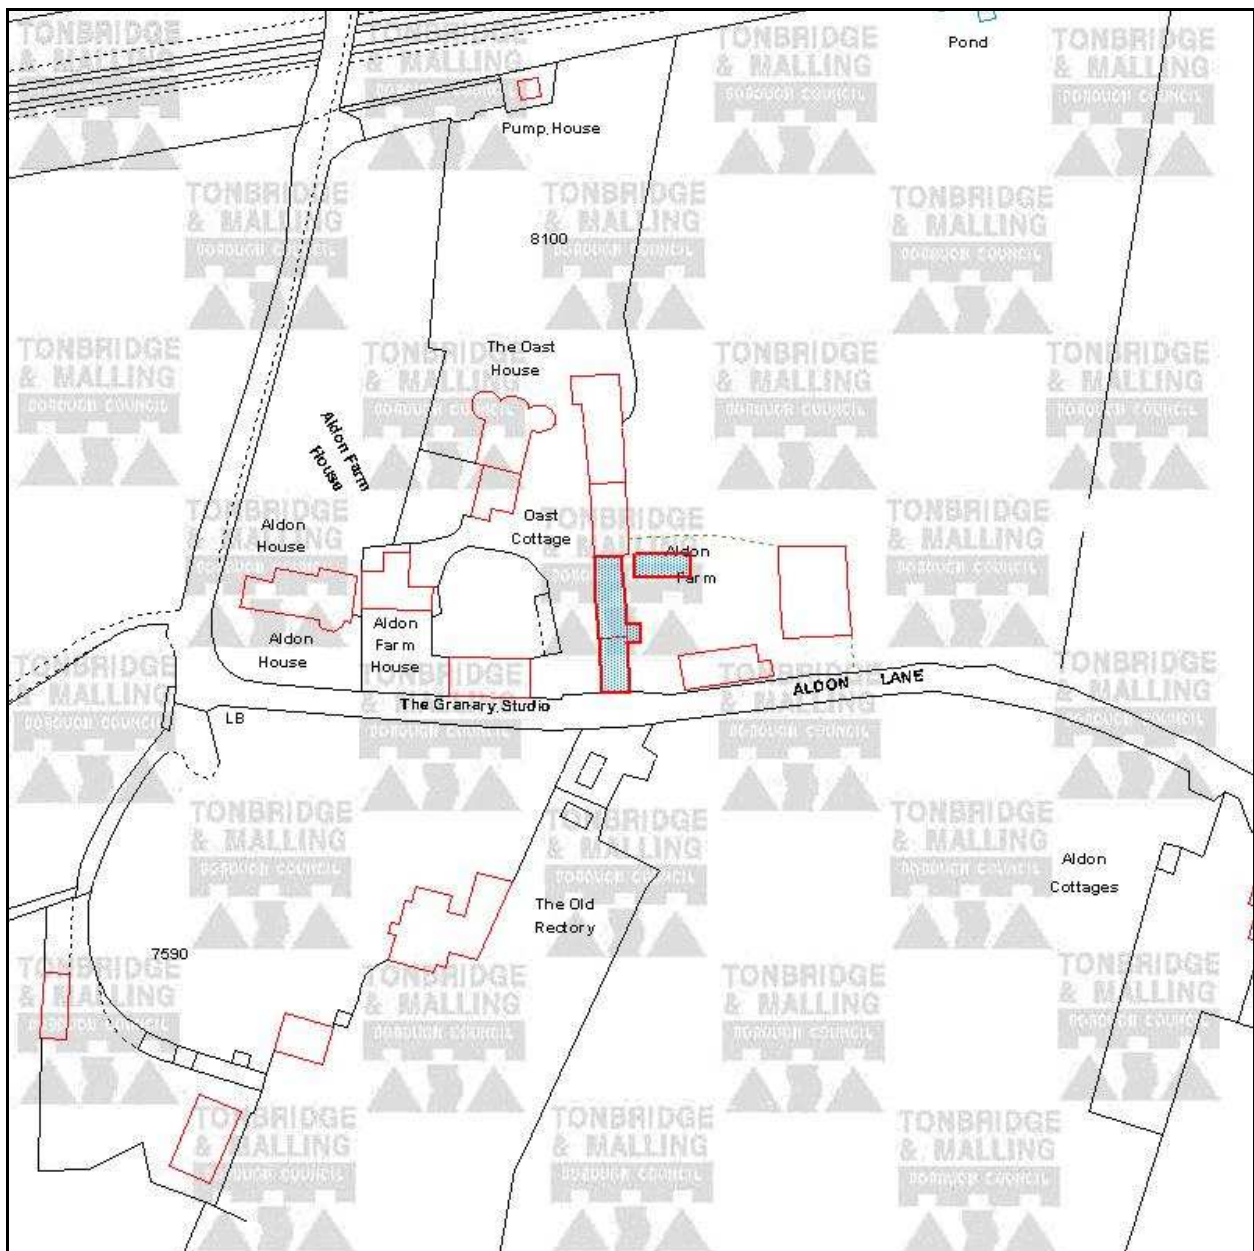 Pond
Pump House
8100
The Oast
House
Aldon Farm
House
Oast
Cottage
Aldon
House
Aldon
Farm
Aldon
House
Aldon
Farm
House
The Granary Studio
ALDON LANE
LB
Aldon
Cottages
The Old
Rectory
7590
TONBRIDGE
& MALLING
BOROUGH COUNCIL